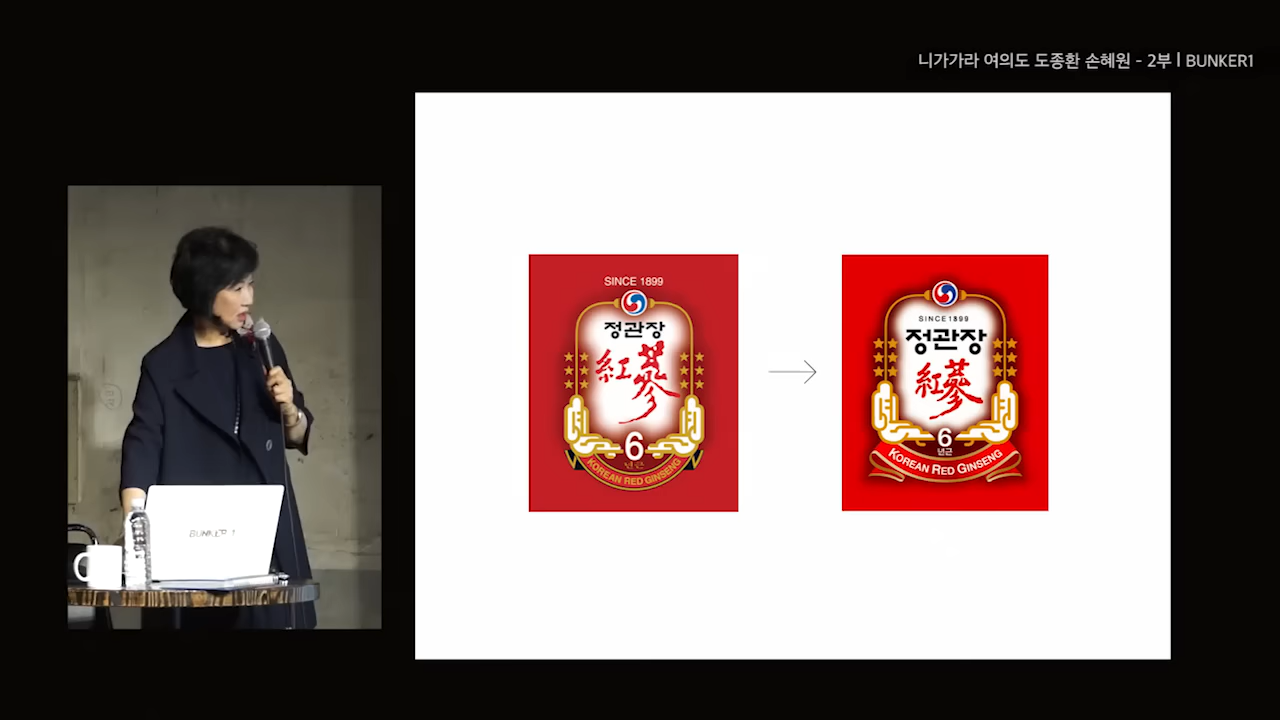 니가가라 여의도 도종환 손혜원 - 2부 | BUNKER1
SINCE 1899
정관장
紅蔘
6
년근
KOREAN RED GINSENG
SINCE 1899
정관장
紅蔘
6
년근
KOREAN RED GINSENG
BUNKER 1